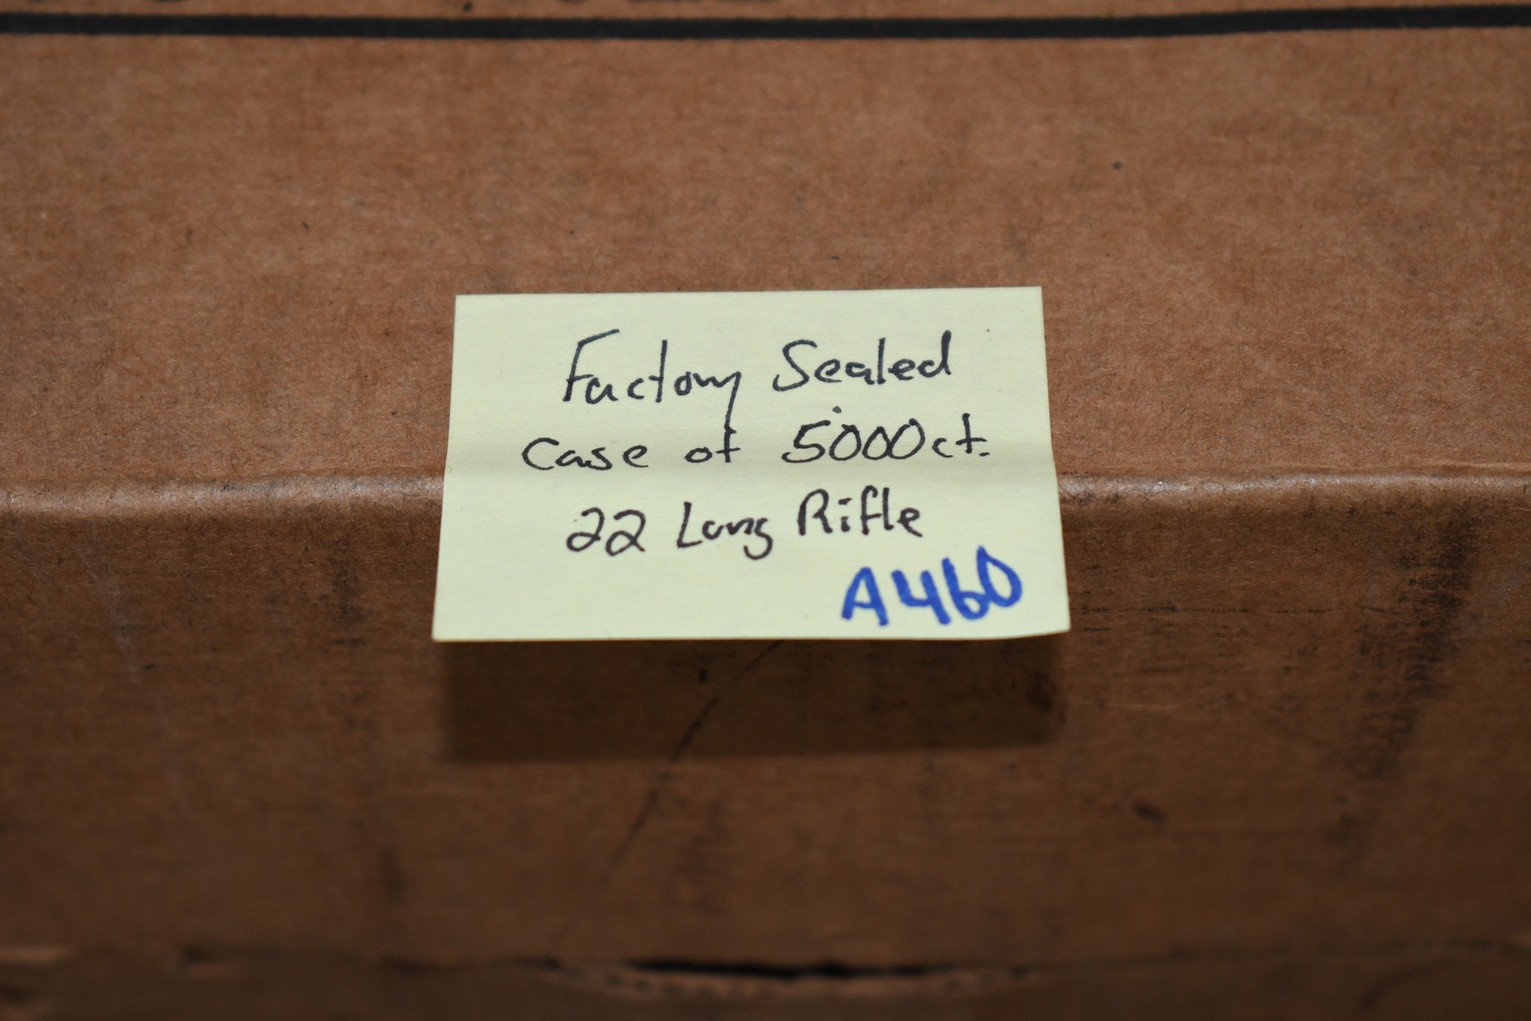 Factory Sealed
Case of 5000ct.
22 Long Rifle
A460